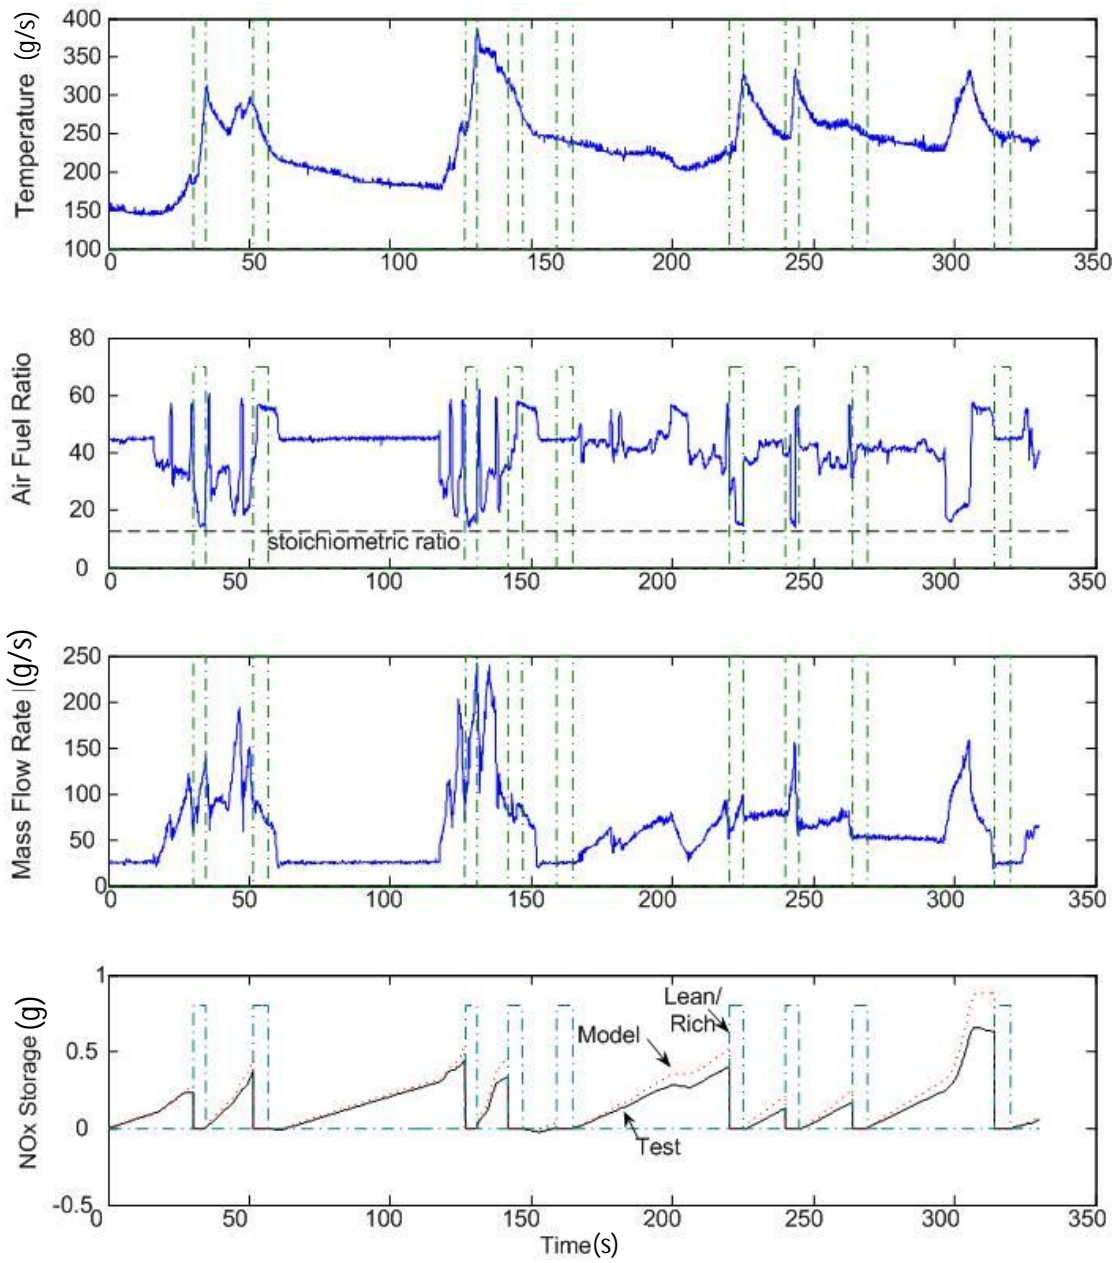 Temperature (g/s)
400
350
300
250
200
150
100
0 50 100 150 200 250 300 350
Air Fuel Ratio
80
60
40
20
0
stoichiometric ratio
0 50 100 150 200 250 300 350
Mass Flow Rate |(g/s)
250
200
150
100
50
0
0 50 100 150 200 250 300 350
NOx Storage (g)
1
0.5
0
-0.5
Lean/
Rich
Model
Test
0 50 100 150 200 250 300 350
Time(s)